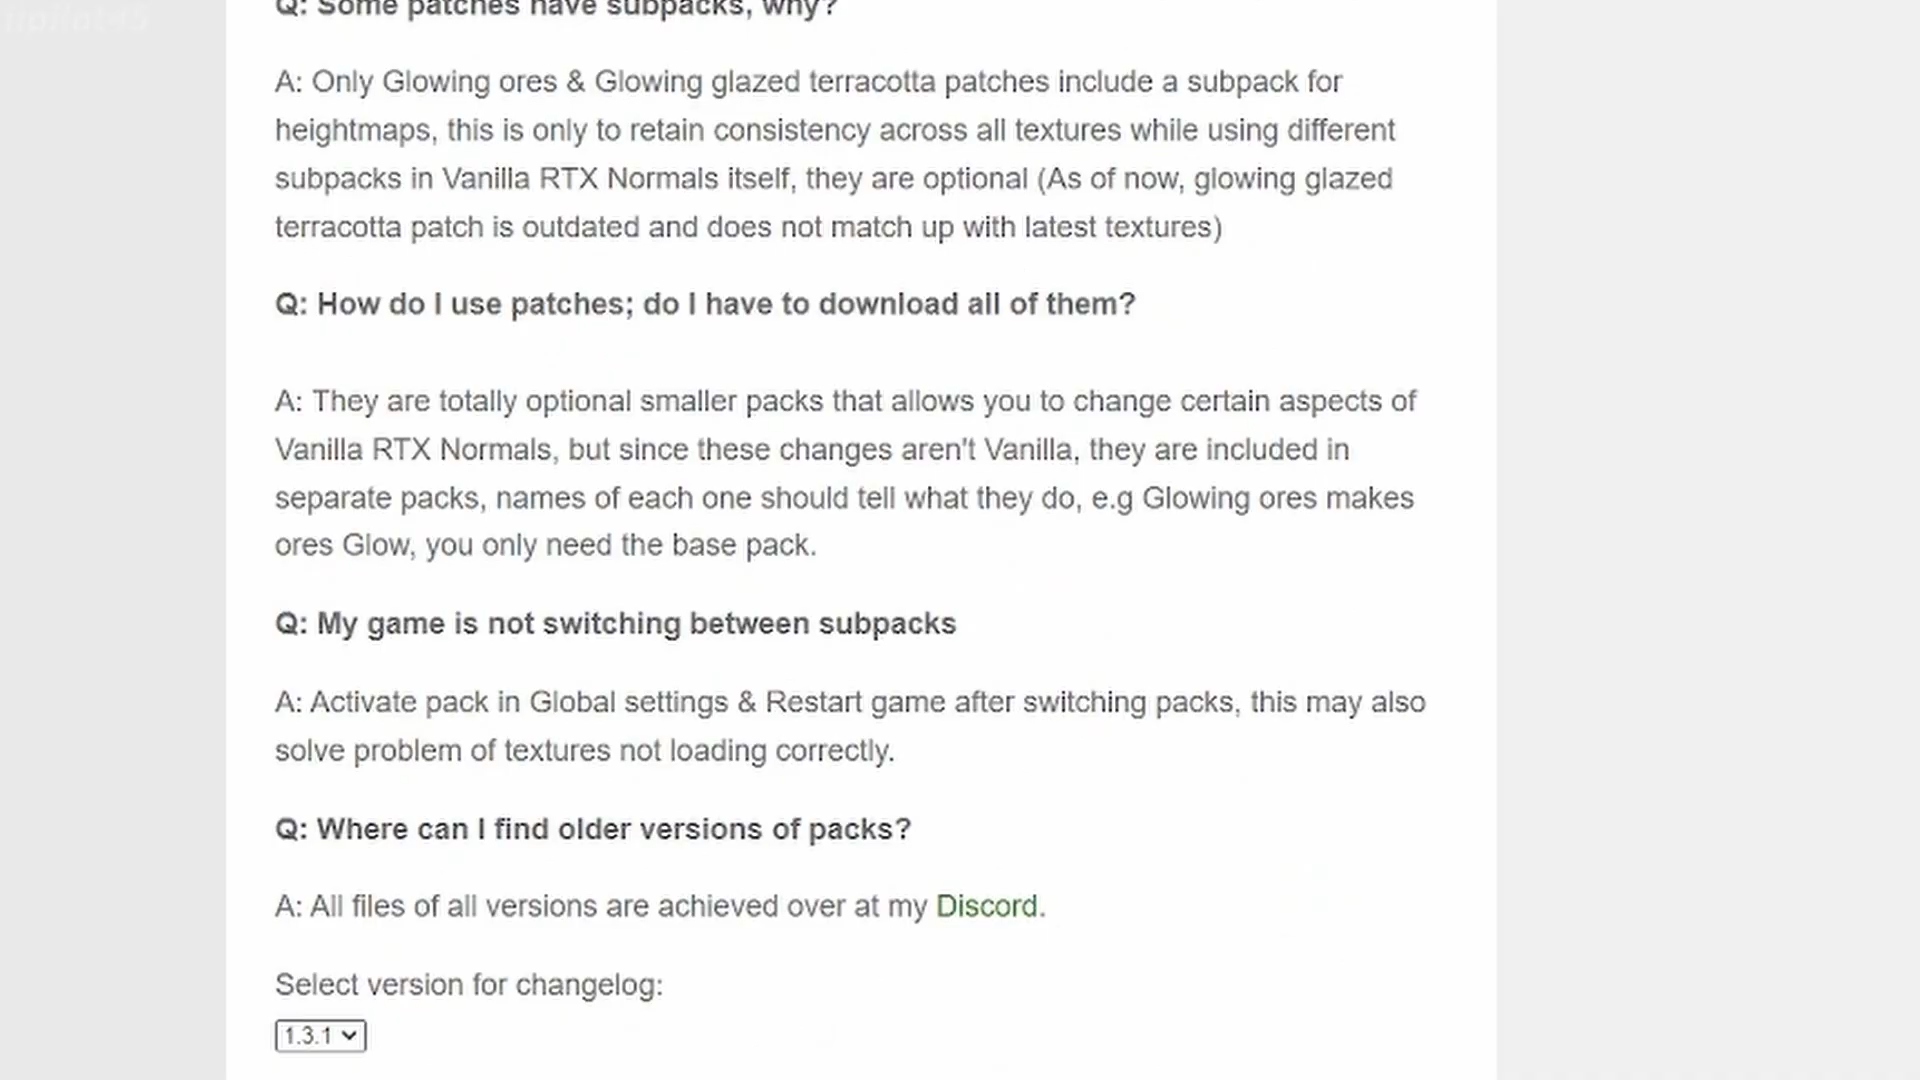 Q: Some patches have subpacks, why?
A: Only Glowing ores & Glowing glazed terracotta patches include a subpack for
heightmaps, this is only to retain consistency across all textures while using different
subpacks in Vanilla RTX Normals itself, they are optional (As of now, glowing glazed
terracotta patch is outdated and does not match up with latest textures)
Q: How do I use patches; do I have to download all of them?
A: They are totally optional smaller packs that allows you to change certain aspects of
Vanilla RTX Normals, but since these changes aren't Vanilla, they are included in
separate packs, names of each one should tell what they do, e.g Glowing ores makes
ores Glow, you only need the base pack.
Q: My game is not switching between subpacks
A: Activate pack in Global settings & Restart game after switching packs, this may also
solve problem of textures not loading correctly.
Q: Where can I find older versions of packs?
A: All files of all versions are achieved over at my Discord.
Select version for changelog:
1.3.1